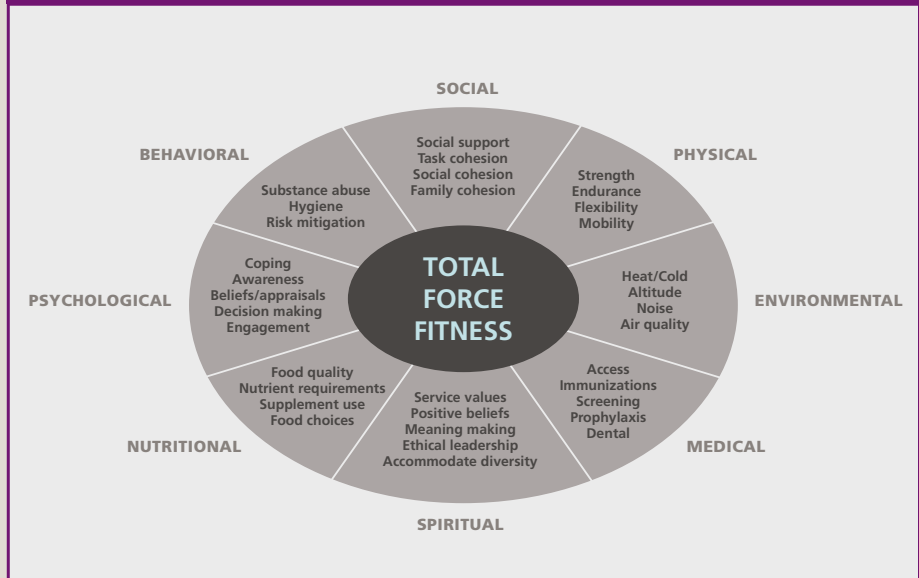 SOCIAL
Social support
Task cohesion
Social cohesion
Family cohesion
PHYSICAL
Strength
Endurance
Flexibility
Mobility
ENVIRONMENTAL
Heat/Cold
Altitude
Noise
Air quality
MEDICAL
Access
Immunizations
Screening
Prophylaxis
Dental
SPIRITUAL
Service values
Positive beliefs
Meaning making
Ethical leadership
Accommodate diversity
NUTRITIONAL
Food quality
Nutrient requirements
Supplement use
Food choices
PSYCHOLOGICAL
Coping
Awareness
Beliefs/appraisals
Decision making
Engagement
BEHAVIORAL
Substance abuse
Hygiene
Risk mitigation
TOTAL
FORCE
FITNESS